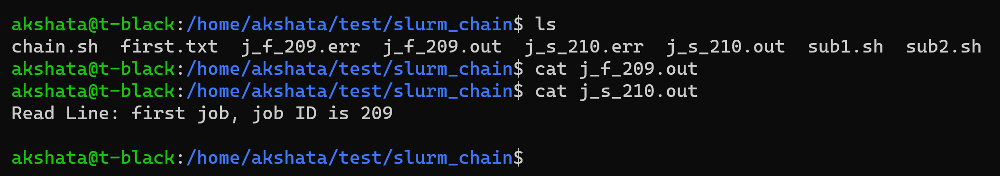 akshata@t-black:/home/akshata/test/slurm_chain$ ls
chain.sh  first.txt  j_f_209.err  j_f_209.out  j_s_210.err  j_s_210.out  sub1.sh  sub2.sh
akshata@t-black:/home/akshata/test/slurm_chain$ cat j_f_209.out
akshata@t-black:/home/akshata/test/slurm_chain$ cat j_s_210.out
Read Line: first job, job ID is 209
akshata@t-black:/home/akshata/test/slurm_chain$